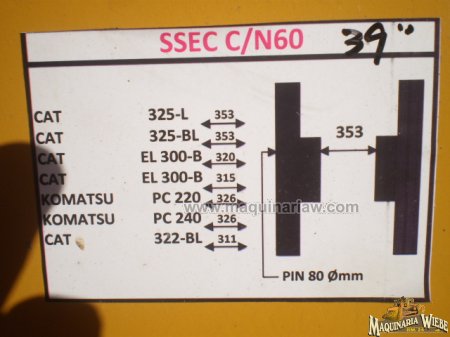 SSEC C/N60 39"
CAT 325-L 353
CAT 325-BL 353
CAT EL 300-B 320
CAT EL 300-B 315
KOMATSU PC 220 326
KOMATSU PC 240 326
CAT 322-BL 311
353
PIN 80 Ømm
www.maquinariaw.com
MAQUINARIA WIEBE